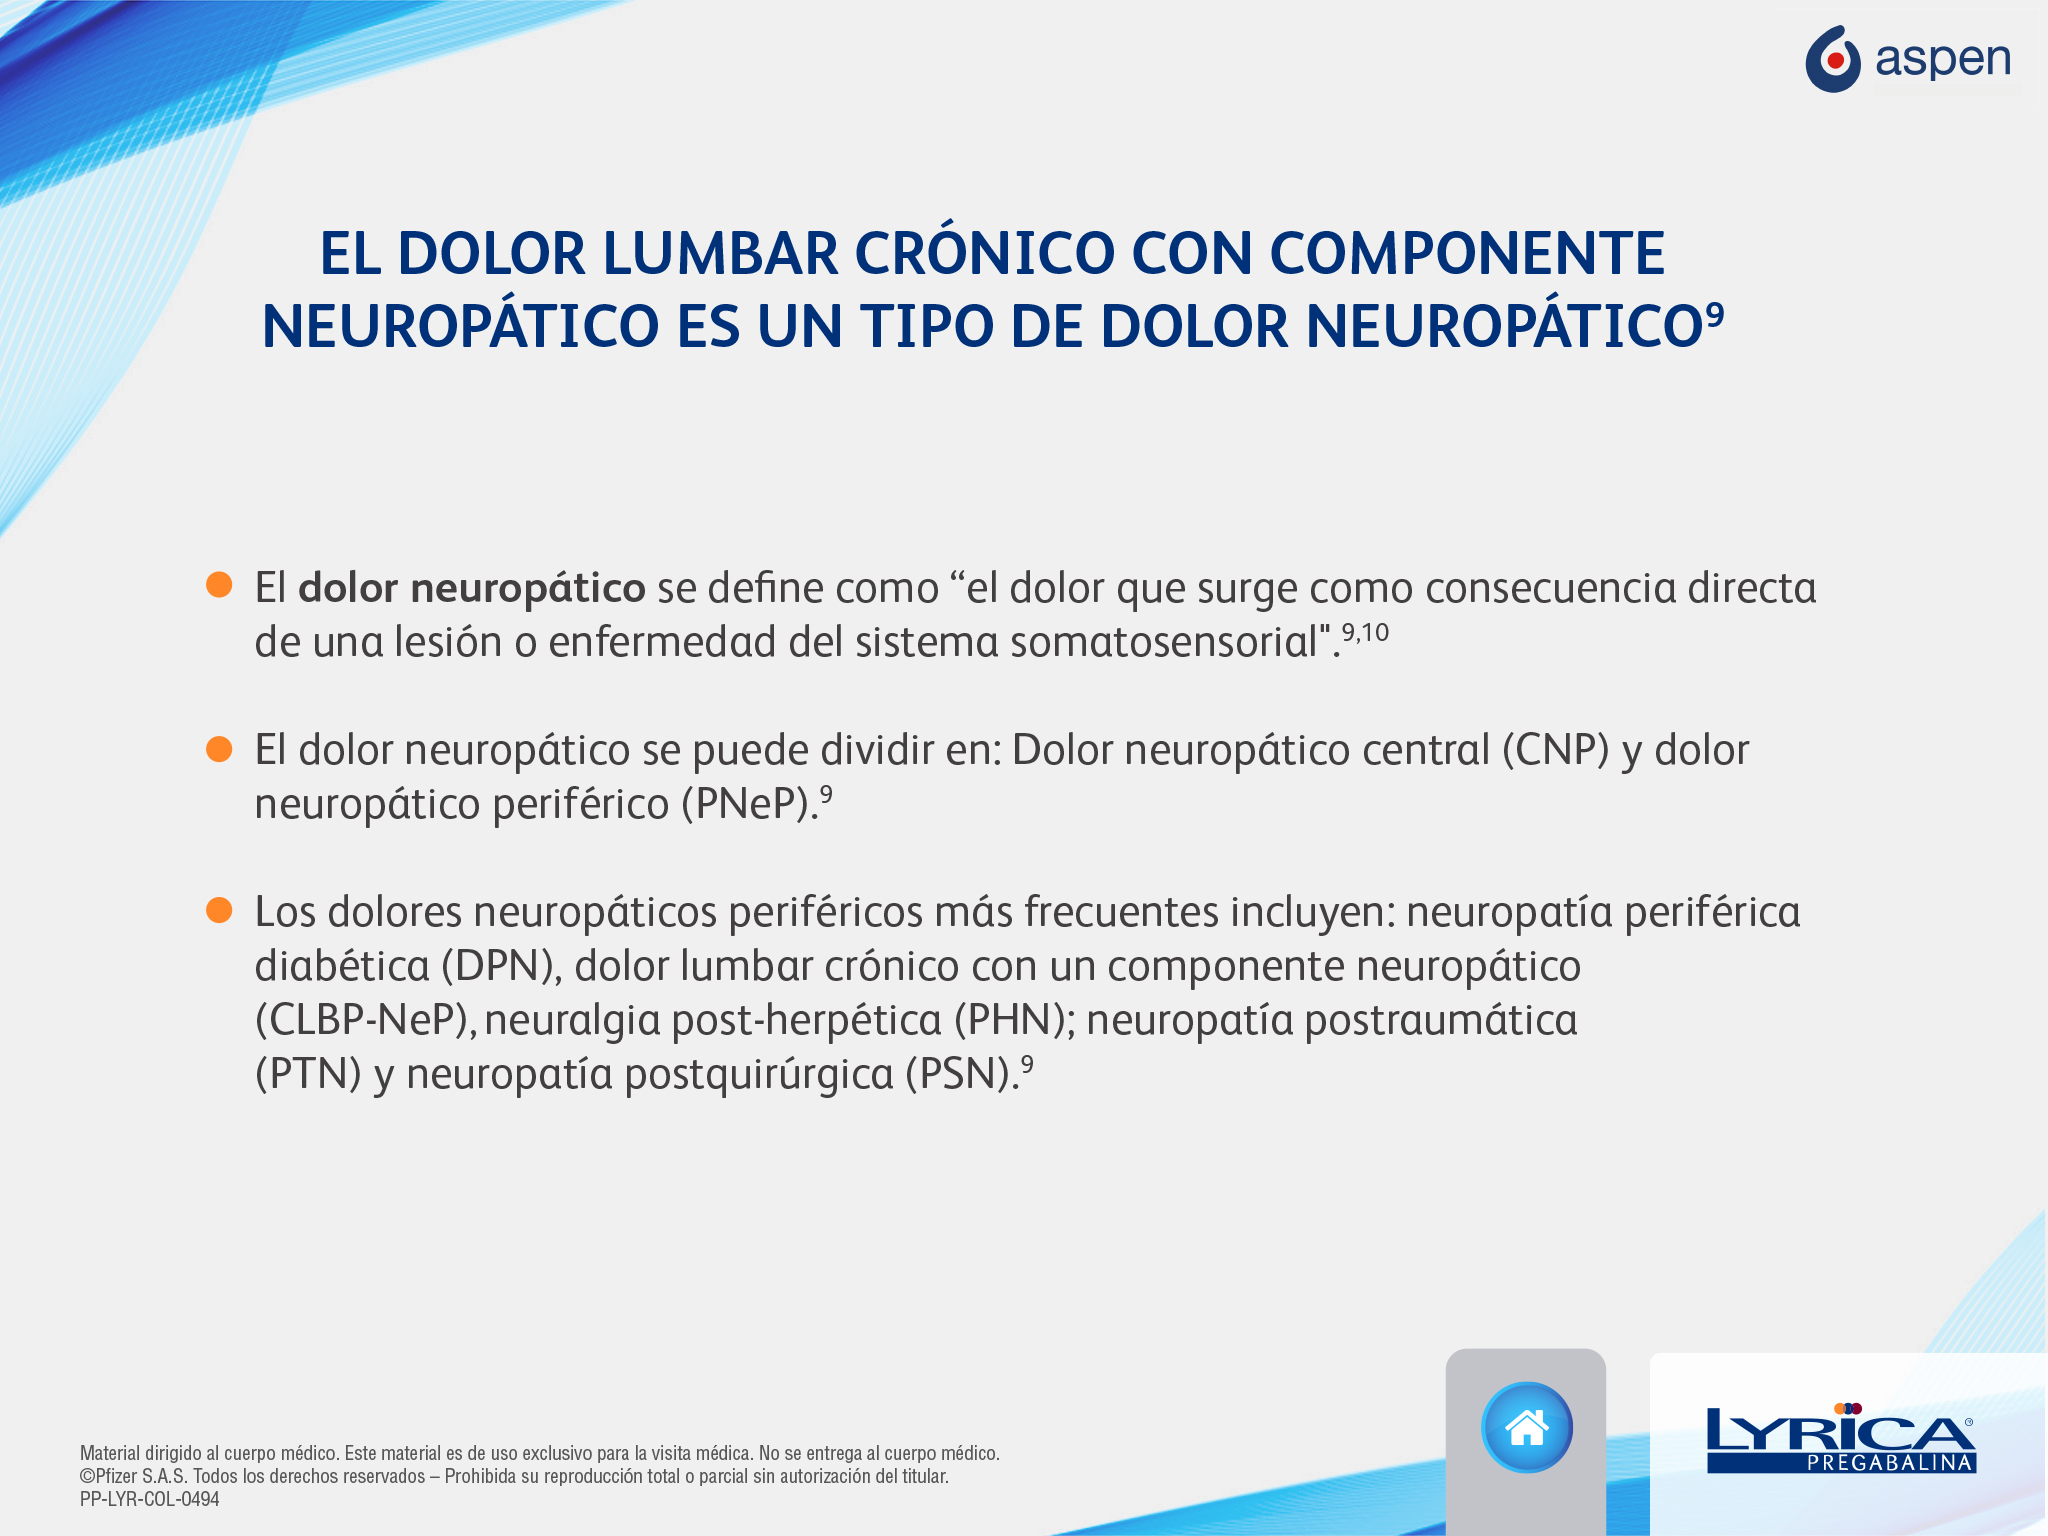 aspen
EL DOLOR LUMBAR CRÓNICO CON COMPONENTE
NEUROPÁTICO ES UN TIPO DE DOLOR NEUROPÁTICO⁹
El dolor neuropático se define como “el dolor que surge como consecuencia directa
de una lesión o enfermedad del sistema somatosensorial".⁹,¹⁰
El dolor neuropático se puede dividir en: Dolor neuropático central (CNP) y dolor
neuropático periférico (PNeP).⁹
Los dolores neuropáticos periféricos más frecuentes incluyen: neuropatía periférica
diabética (DPN), dolor lumbar crónico con un componente neuropático
(CLBP-NeP), neuralgia post-herpética (PHN); neuropatía postraumática
(PTN) y neuropatía postquirúrgica (PSN).⁹
Material dirigido al cuerpo médico. Este material es de uso exclusivo para la visita médica. No se entrega al cuerpo médico.
©Pfizer S.A.S. Todos los derechos reservados – Prohibida su reproducción total o parcial sin autorización del titular.
PP-LYR-COL-0494
LYRICA®
PREGABALINA